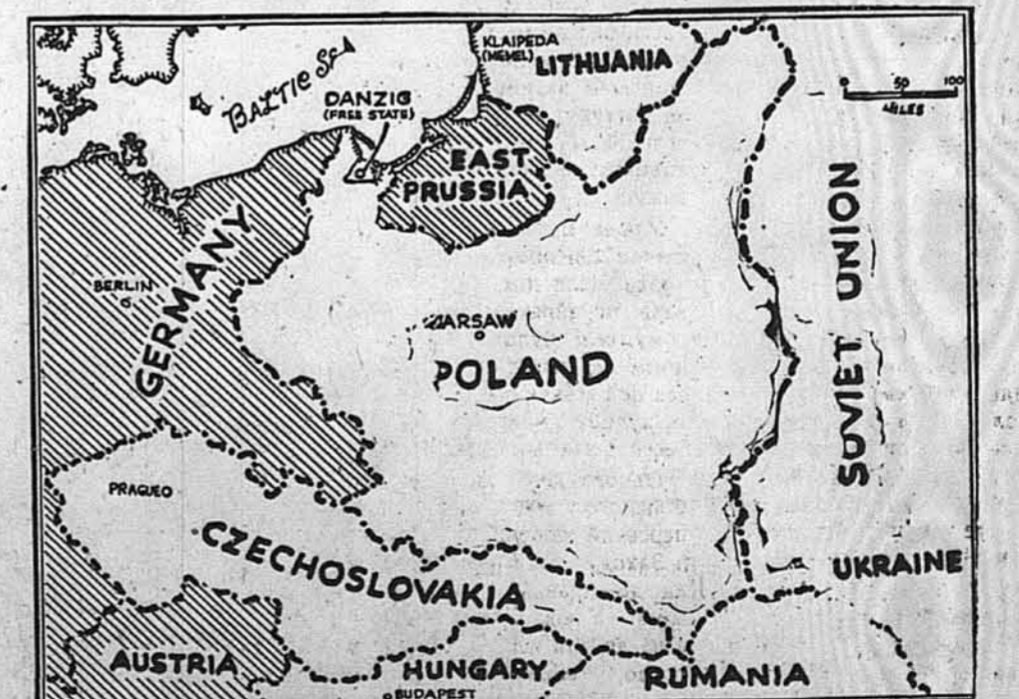 KLAIPEDA
(MEMEL)
LITHUANIA
BALTIC SEA
0 50 100
MILES
DANZIG
(FREE STATE)
EAST
PRUSSIA
SOVIET UNION
GERMANY
BERLIN
WARSAW
POLAND
PRAGUE
CZECHOSLOVAKIA
UKRAINE
AUSTRIA
HUNGARY
RUMANIA
BUDAPEST